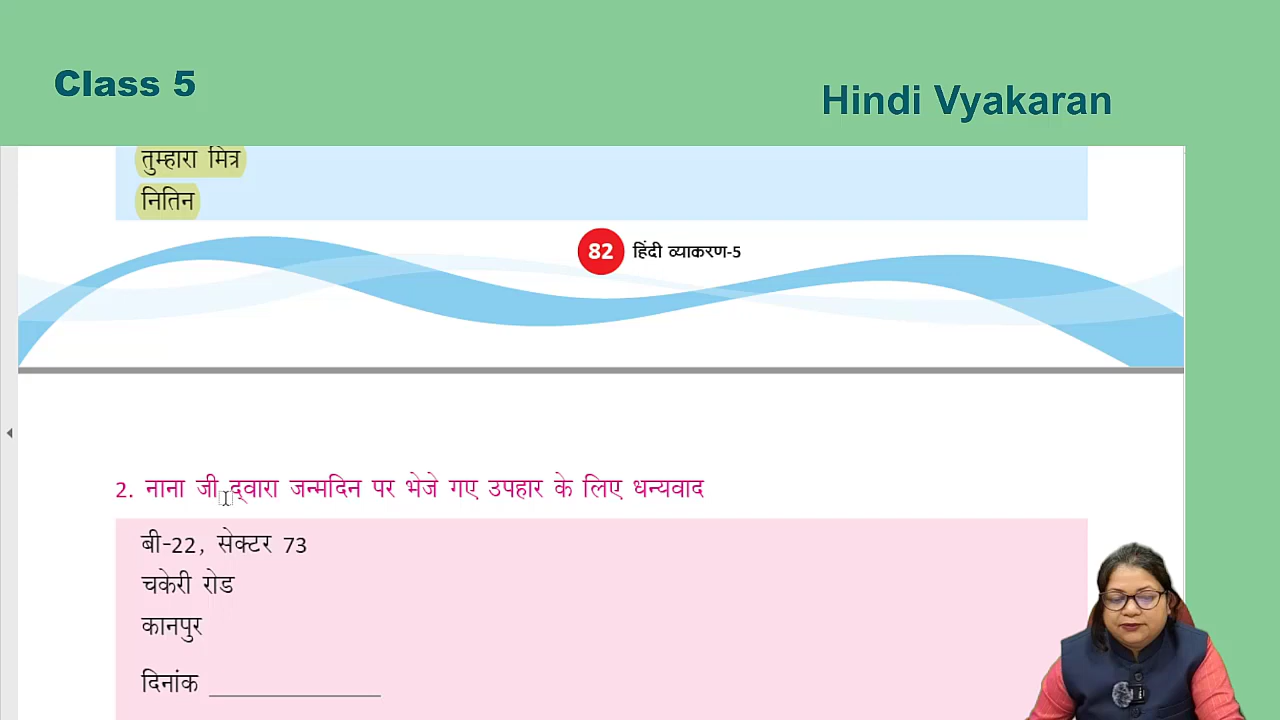 Class 5
Hindi Vyakaran
तुम्हारा मित्र
नितिन
82 हिंदी व्याकरण-5
2. नाना जी द्‌वारा जन्मदिन पर भेजे गए उपहार के लिए धन्यवाद
बी-22, सेक्टर 73
चकेरी रोड
कानपुर
दिनांक